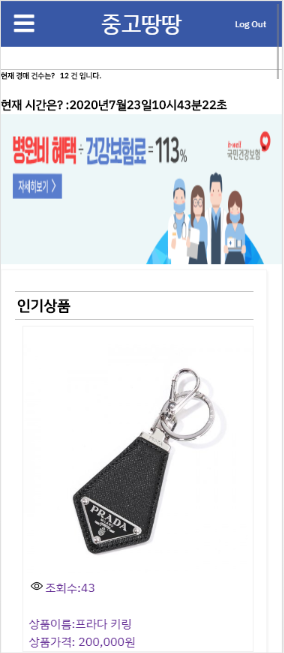 중고땅땅
Log Out
현재 경매 건수는? 12 건 입니다.
현재 시간은? :2020년7월23일10시43분22초
병원비 혜택÷건강보험료=113%
국민건강보험
자세히보기 >
인기상품
PRADA
조회수:43
상품이름:프라다 키링
상품가격: 200,000원